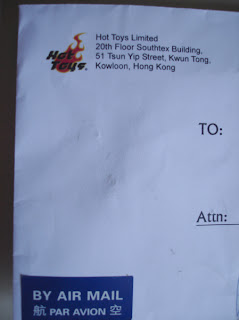 Hot Toys Limited
20th Floor Southtex Building,
51 Tsun Yip Street, Kwun Tong,
Kowloon, Hong Kong
Hot
Toys
TO:
Attn:
BY AIR MAIL
航 PAR AVION 空